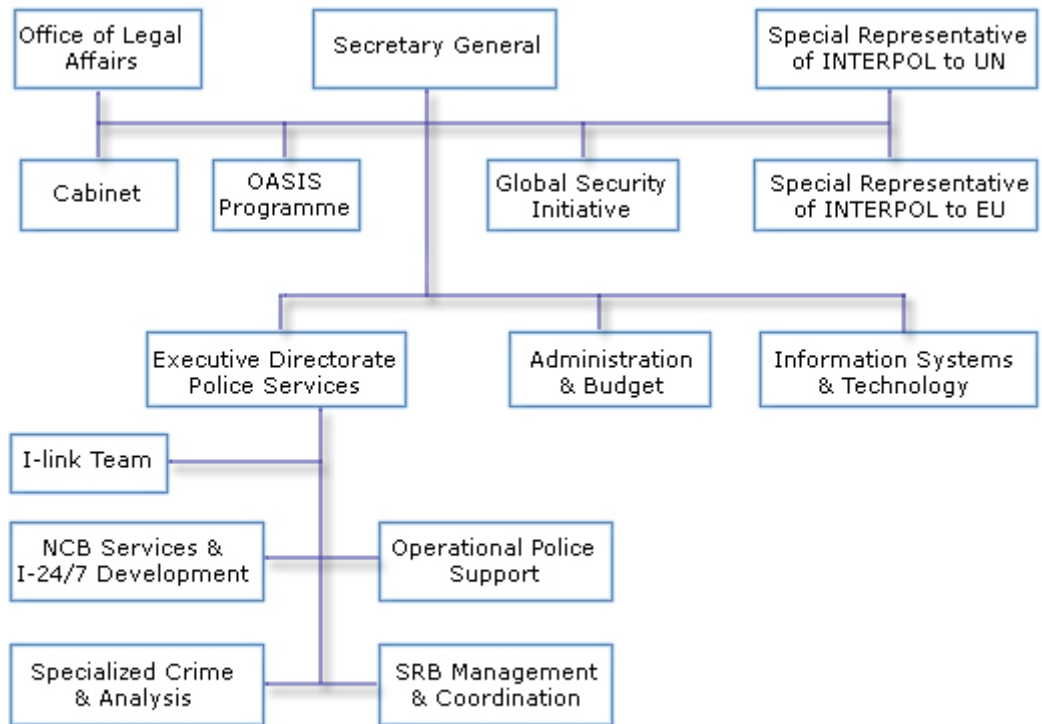 Office of Legal
Affairs
Secretary General
Special Representative
of INTERPOL to UN
Cabinet
OASIS
Programme
Global Security
Initiative
Special Representative
of INTERPOL to EU
Executive Directorate
Police Services
Administration
& Budget
Information Systems
& Technology
I-link Team
NCB Services &
I-24/7 Development
Operational Police
Support
Specialized Crime
& Analysis
SRB Management
& Coordination